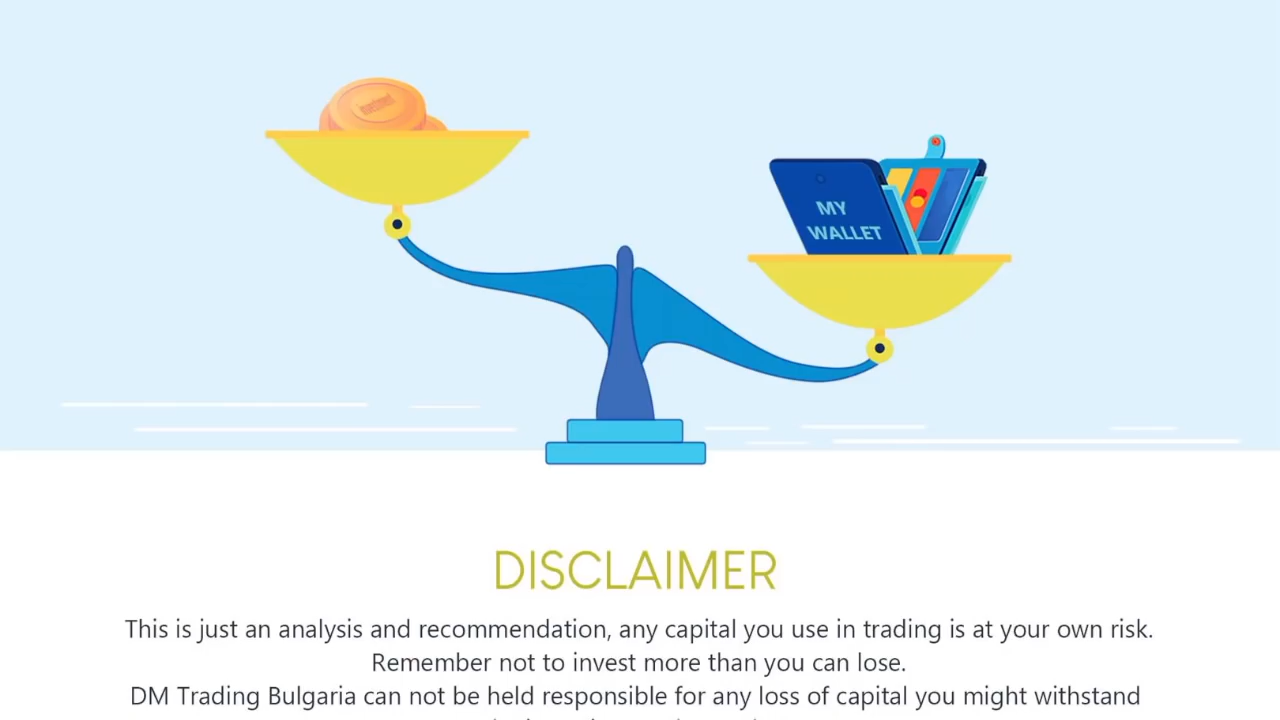 Investment
MY
WALLET
DISCLAIMER
This is just an analysis and recommendation, any capital you use in trading is at your own risk.
Remember not to invest more than you can lose.
DM Trading Bulgaria can not be held responsible for any loss of capital you might withstand